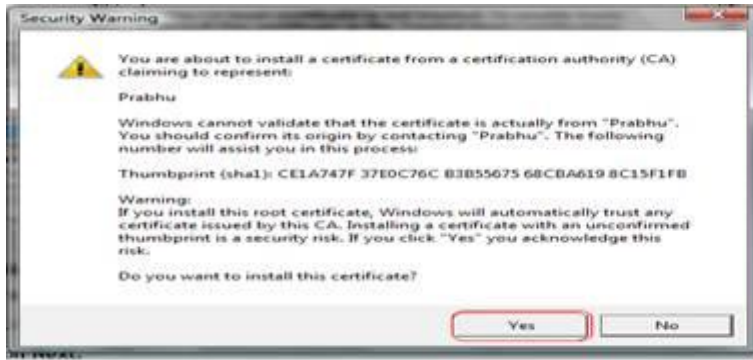 Security Warning
You are about to install a certificate from a certification authority (CA)
claiming to represent:
Prabhu
Windows cannot validate that the certificate is actually from "Prabhu".
You should confirm its origin by contacting "Prabhu". The following
number will assist you in this process:
Thumbprint (sha1): CE1A747F 37E0C76C B3B55675 68CBA619 8C15F1FB
Warning:
If you install this root certificate, Windows will automatically trust any
certificate issued by this CA. Installing a certificate with an unconfirmed
thumbprint is a security risk. If you click "Yes" you acknowledge this
risk.
Do you want to install this certificate?
Yes No